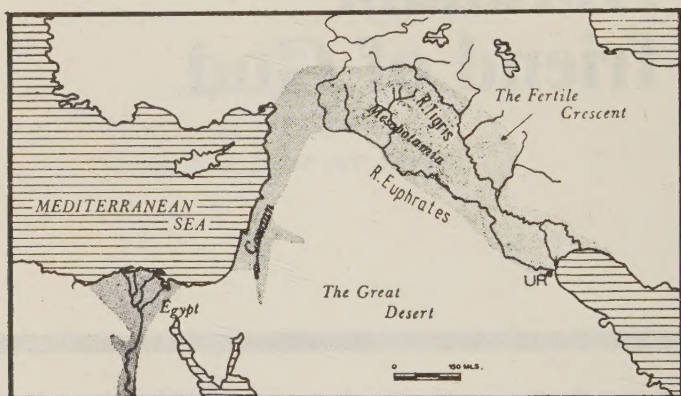 The Fertile
Crescent
R. Tigris
Mesopotamia
R. Euphrates
MEDITERRANEAN
SEA
Canaan
Egypt
The Great
Desert
UR
0 150 MLS.